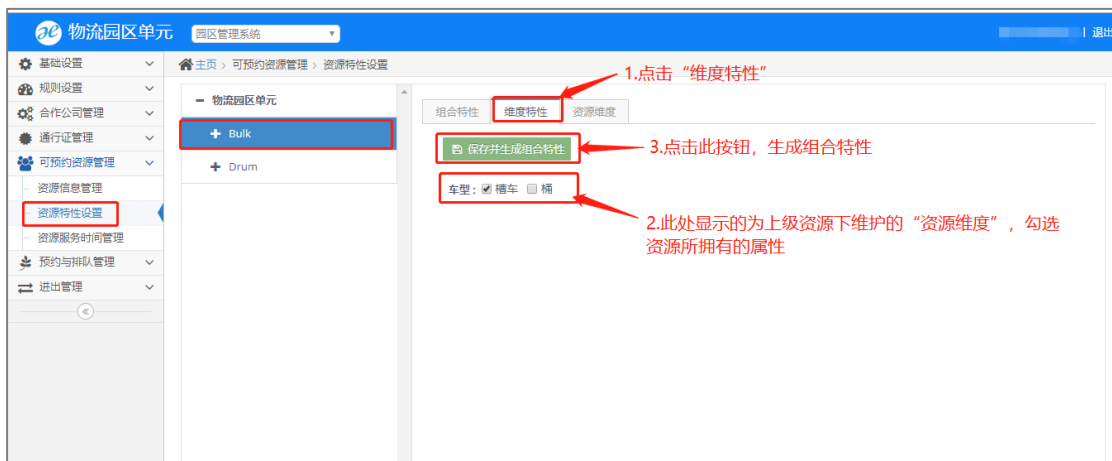 物流园区单元
园区管理系统
退出
基础设置
规则设置
合作公司管理
通行证管理
可预约资源管理
资源信息管理
资源特性设置
资源服务时间管理
预约与排队管理
进出管理
主页 > 可预约资源管理 > 资源特性设置
物流园区单元
Bulk
Drum
组合特性 维度特性 资源维度
保存并生成组合特性
车型: 槽车 桶
1.点击“维度特性”
3.点击此按钮，生成组合特性
2.此处显示的为上级资源下维护的“资源维度”，勾选
资源所拥有的属性